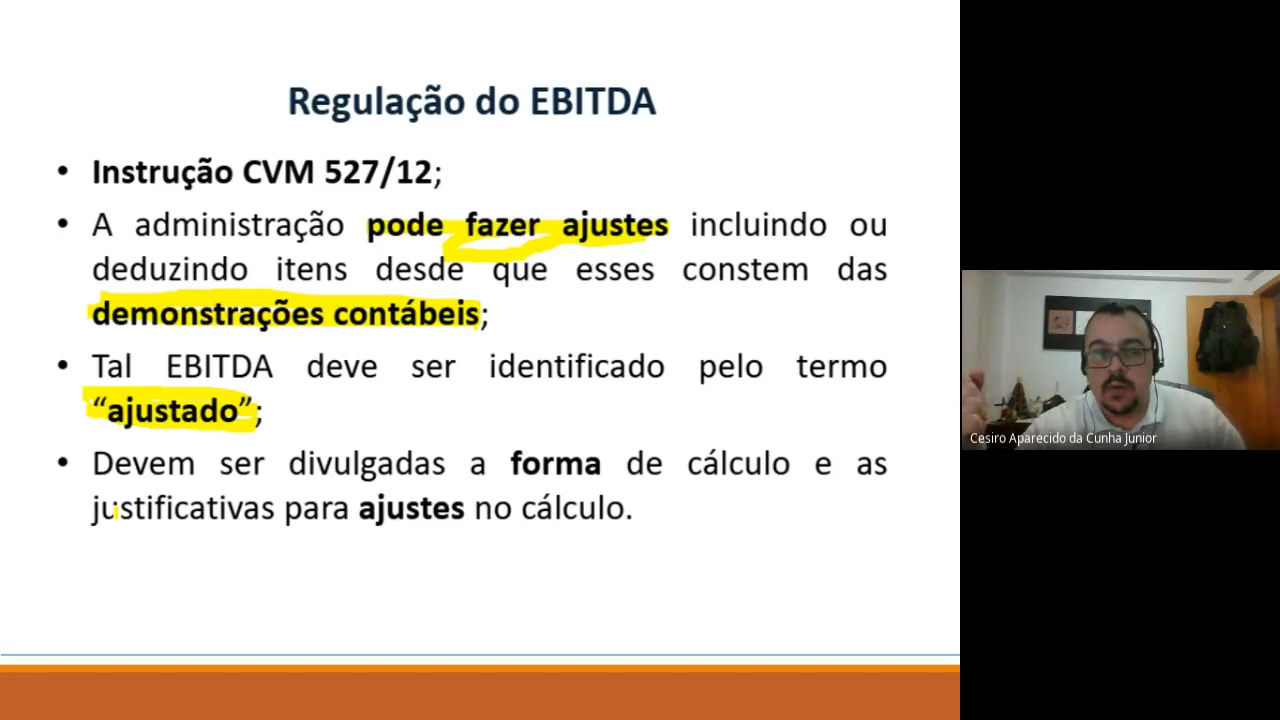 Regulação do EBITDA
• Instrução CVM 527/12;
• A administração pode fazer ajustes incluindo ou
deduzindo itens desde que esses constem das
demonstrações contábeis;
• Tal EBITDA deve ser identificado pelo termo
“ajustado”;
• Devem ser divulgadas a forma de cálculo e as
justificativas para ajustes no cálculo.
Cesiro Aparecido da Cunha Junior